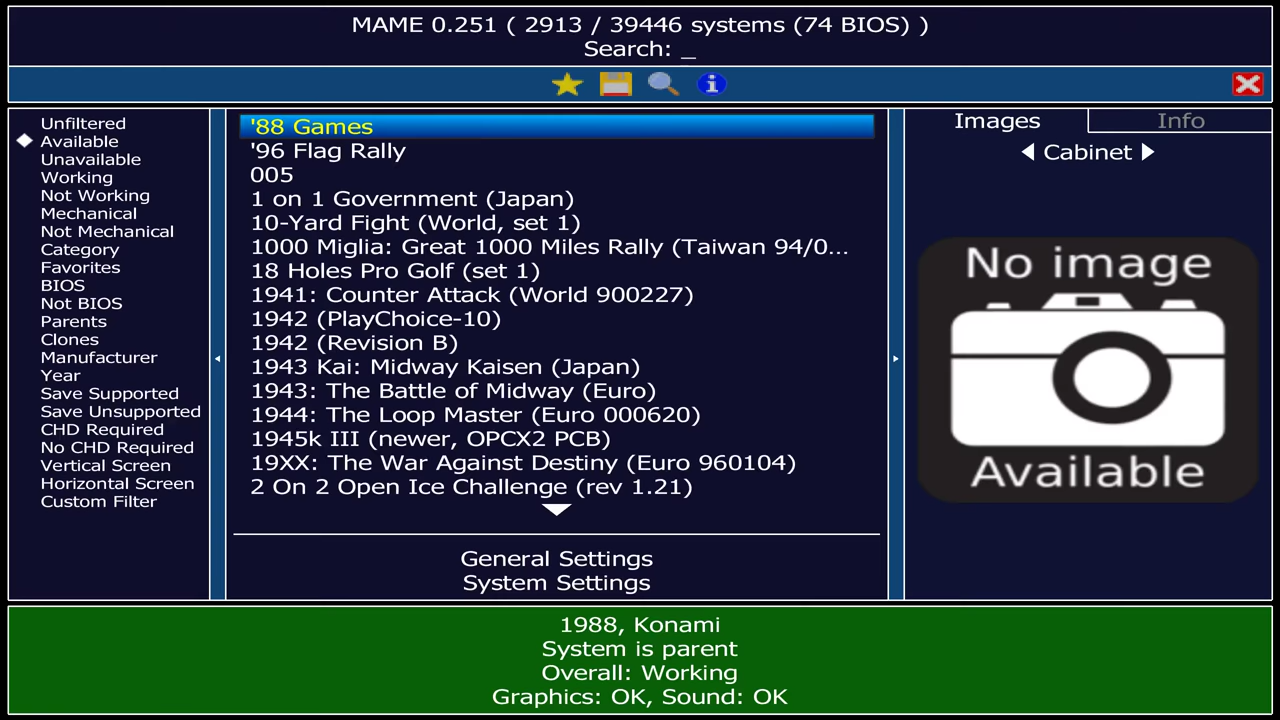 MAME 0.251 ( 2913 / 39446 systems (74 BIOS) )
Search: _
Unfiltered
Available
Unavailable
Working
Not Working
Mechanical
Not Mechanical
Category
Favorites
BIOS
Not BIOS
Parents
Clones
Manufacturer
Year
Save Supported
Save Unsupported
CHD Required
No CHD Required
Vertical Screen
Horizontal Screen
Custom Filter
'88 Games
'96 Flag Rally
005
1 on 1 Government (Japan)
10-Yard Fight (World, set 1)
1000 Miglia: Great 1000 Miles Rally (Taiwan 94/0...
18 Holes Pro Golf (set 1)
1941: Counter Attack (World 900227)
1942 (PlayChoice-10)
1942 (Revision B)
1943 Kai: Midway Kaisen (Japan)
1943: The Battle of Midway (Euro)
1944: The Loop Master (Euro 000620)
1945k III (newer, OPCX2 PCB)
19XX: The War Against Destiny (Euro 960104)
2 On 2 Open Ice Challenge (rev 1.21)
General Settings
System Settings
Images
Info
Cabinet
No image
Available
1988, Konami
System is parent
Overall: Working
Graphics: OK, Sound: OK